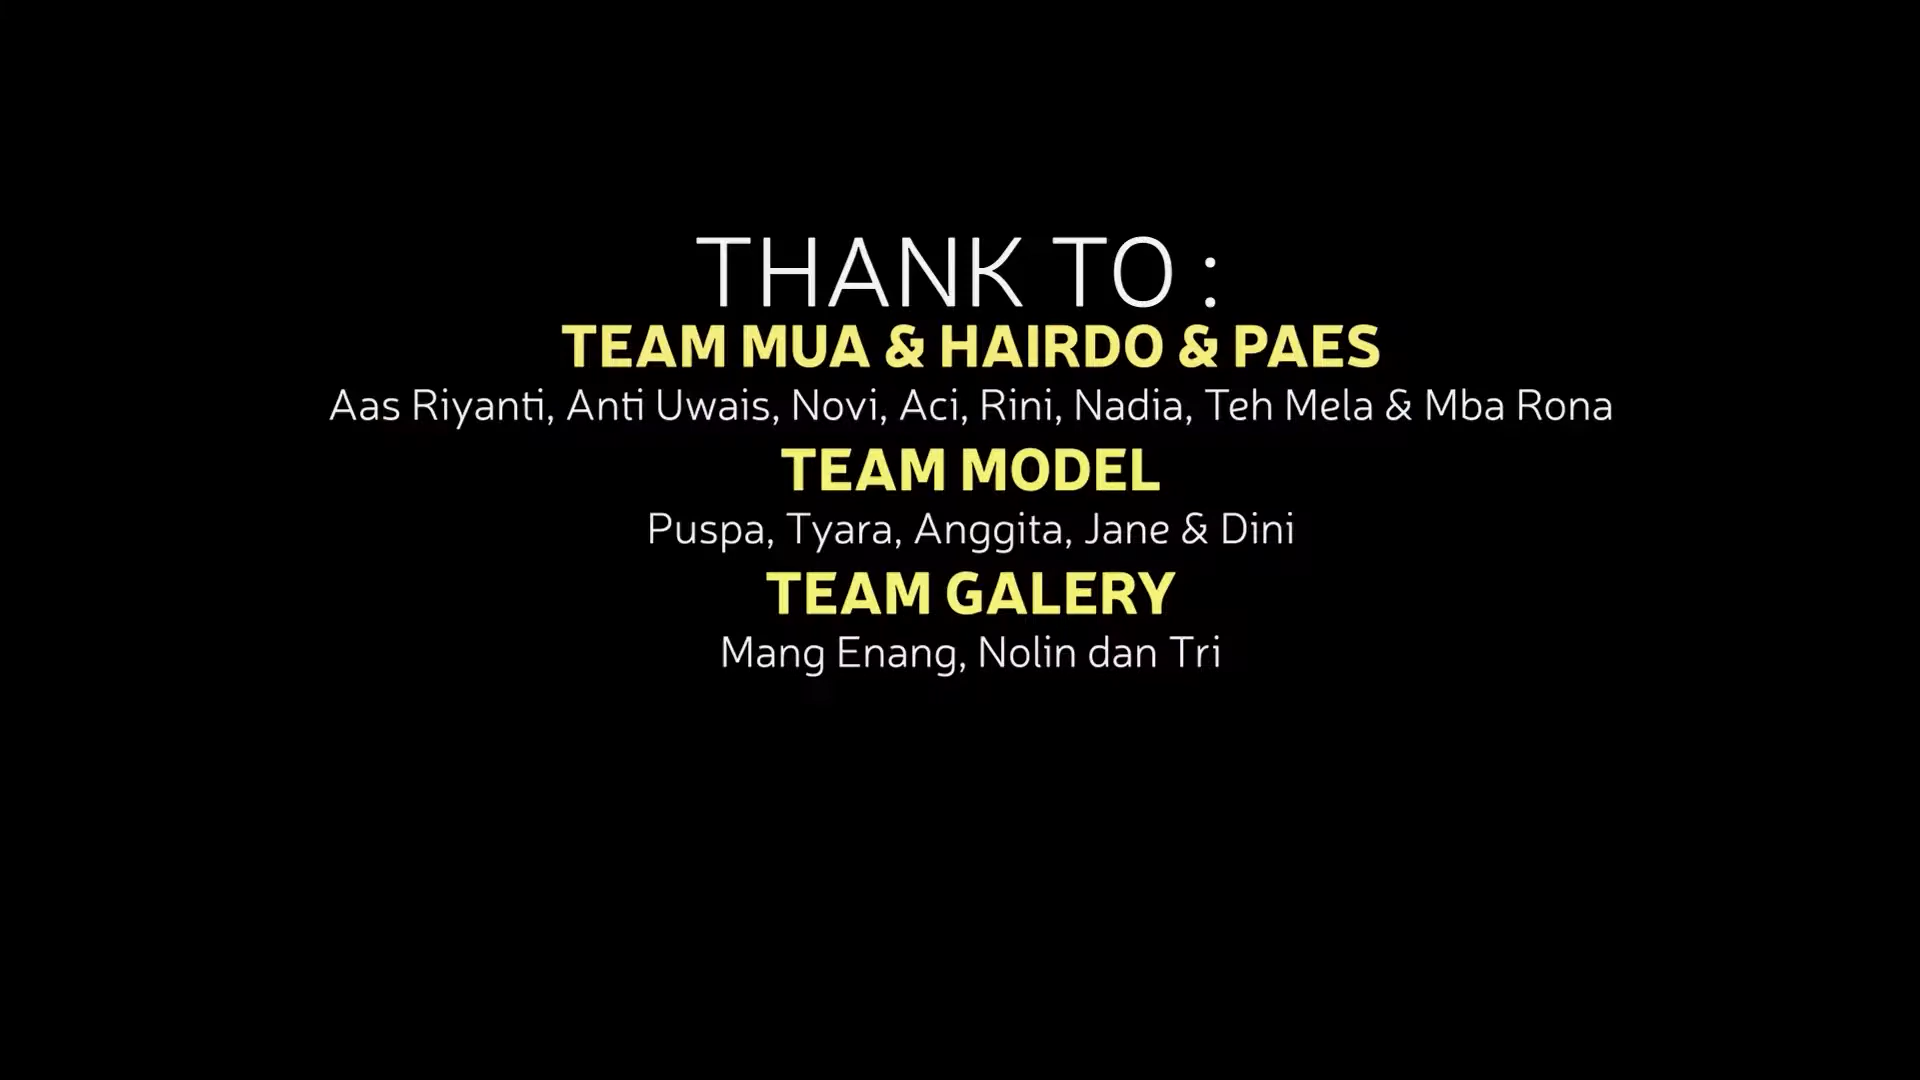 THANK TO :
TEAM MUA & HAIRDO & PAES
Aas Riyanti, Anti Uwais, Novi, Aci, Rini, Nadia, Teh Mela & Mba Rona
TEAM MODEL
Puspa, Tyara, Anggita, Jane & Dini
TEAM GALERY
Mang Enang, Nolin dan Tri